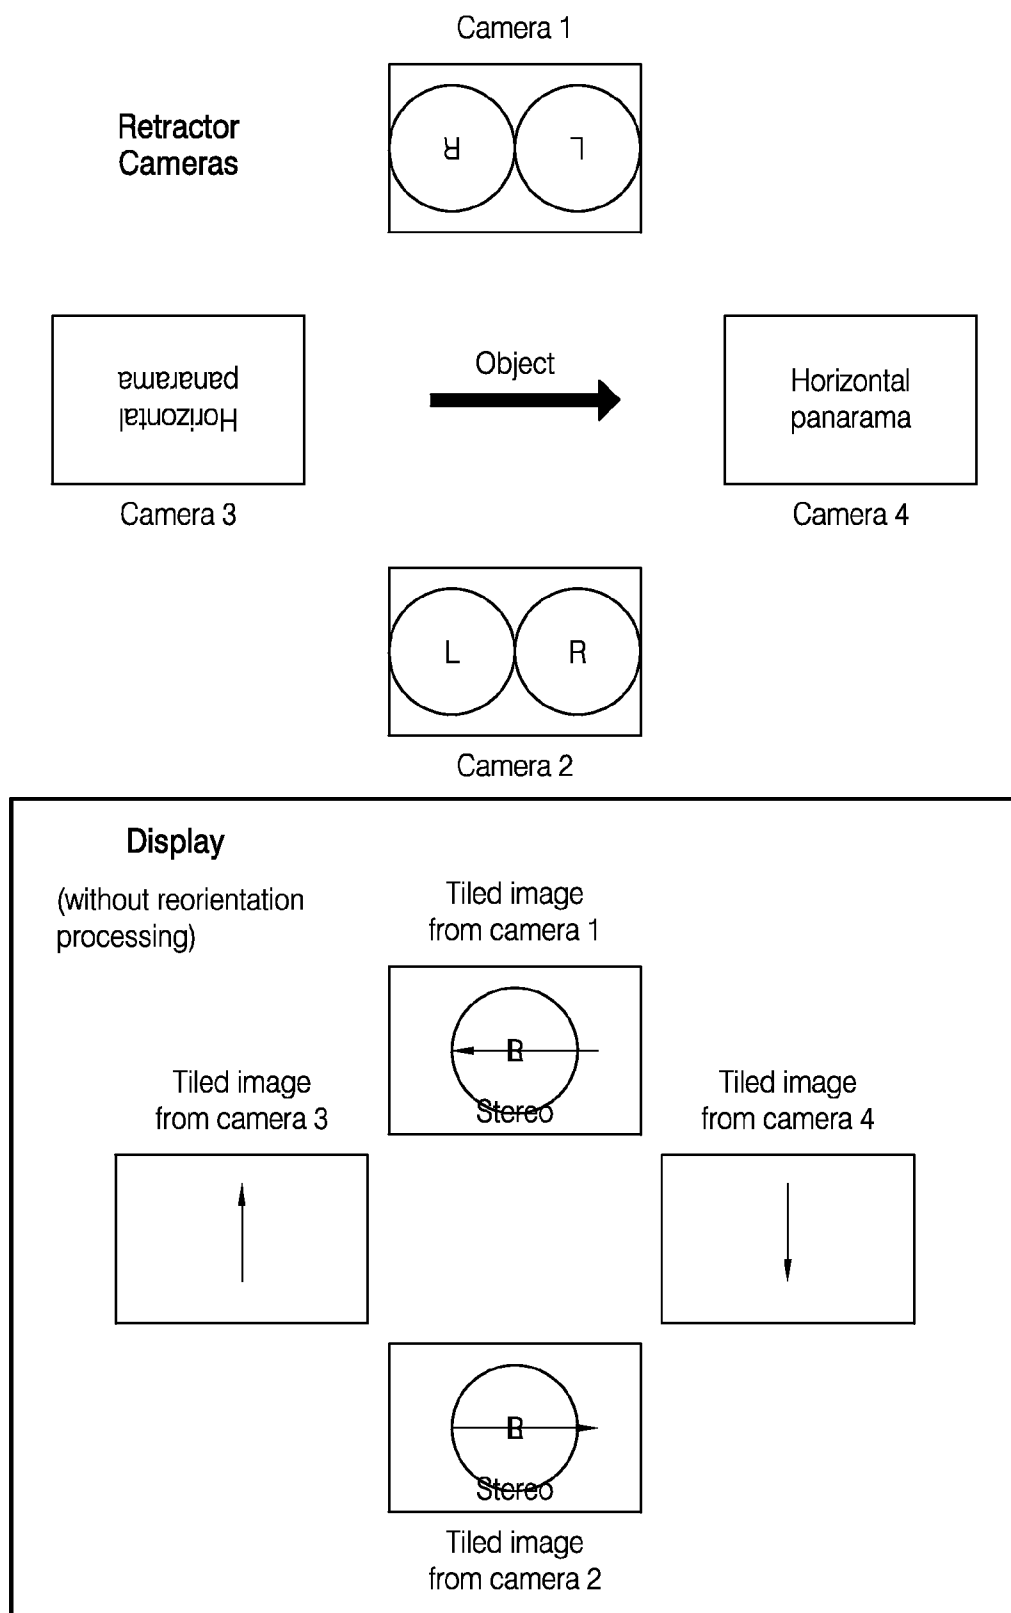 Camera 1
Retractor
Cameras
R L
Horizontal
panarama
Object
Horizontal
panarama
Camera 3
Camera 4
L R
Camera 2
Display
(without reorientation
processing)
Tiled image
from camera 1
R
Stereo
Tiled image
from camera 3
Tiled image
from camera 4
R
Stereo
Tiled image
from camera 2